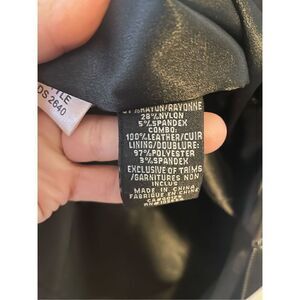 DS 2640
RAYON/RAYONNE
28%NYLON
5%SPANDEX
COMBO:
100%LEATHER/CUIR
LINING/DOUBLURE:
97%POLYESTER
3%SPANDEX
EXCLUSIVE OF TRIMS
/GARNITURES NON
INCLUS
MADE IN CHINA
FABRIQUE EN CHINE